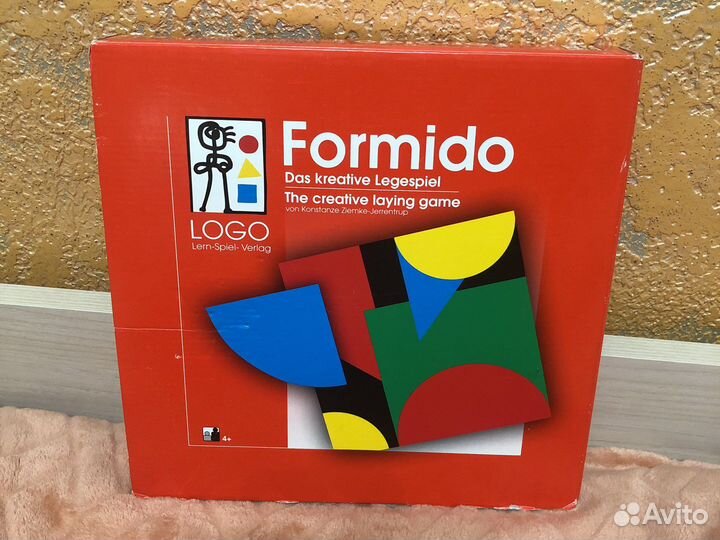 Formido
Das kreative Legespiel
The creative laying game
von Konstanze Ziemke-Jerrentrup
LOGO
Lern-Spiel- Verlag
4+
Avito